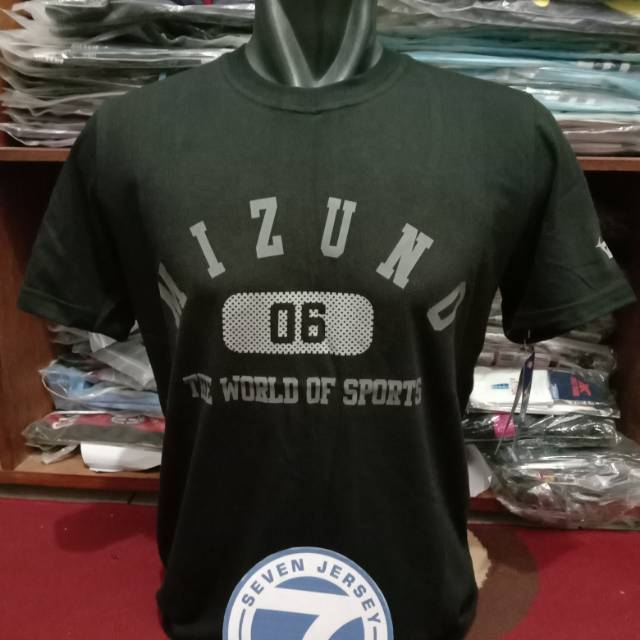 MIZUNO
06
THE WORLD OF SPORTS
SEVEN JERSEY
7